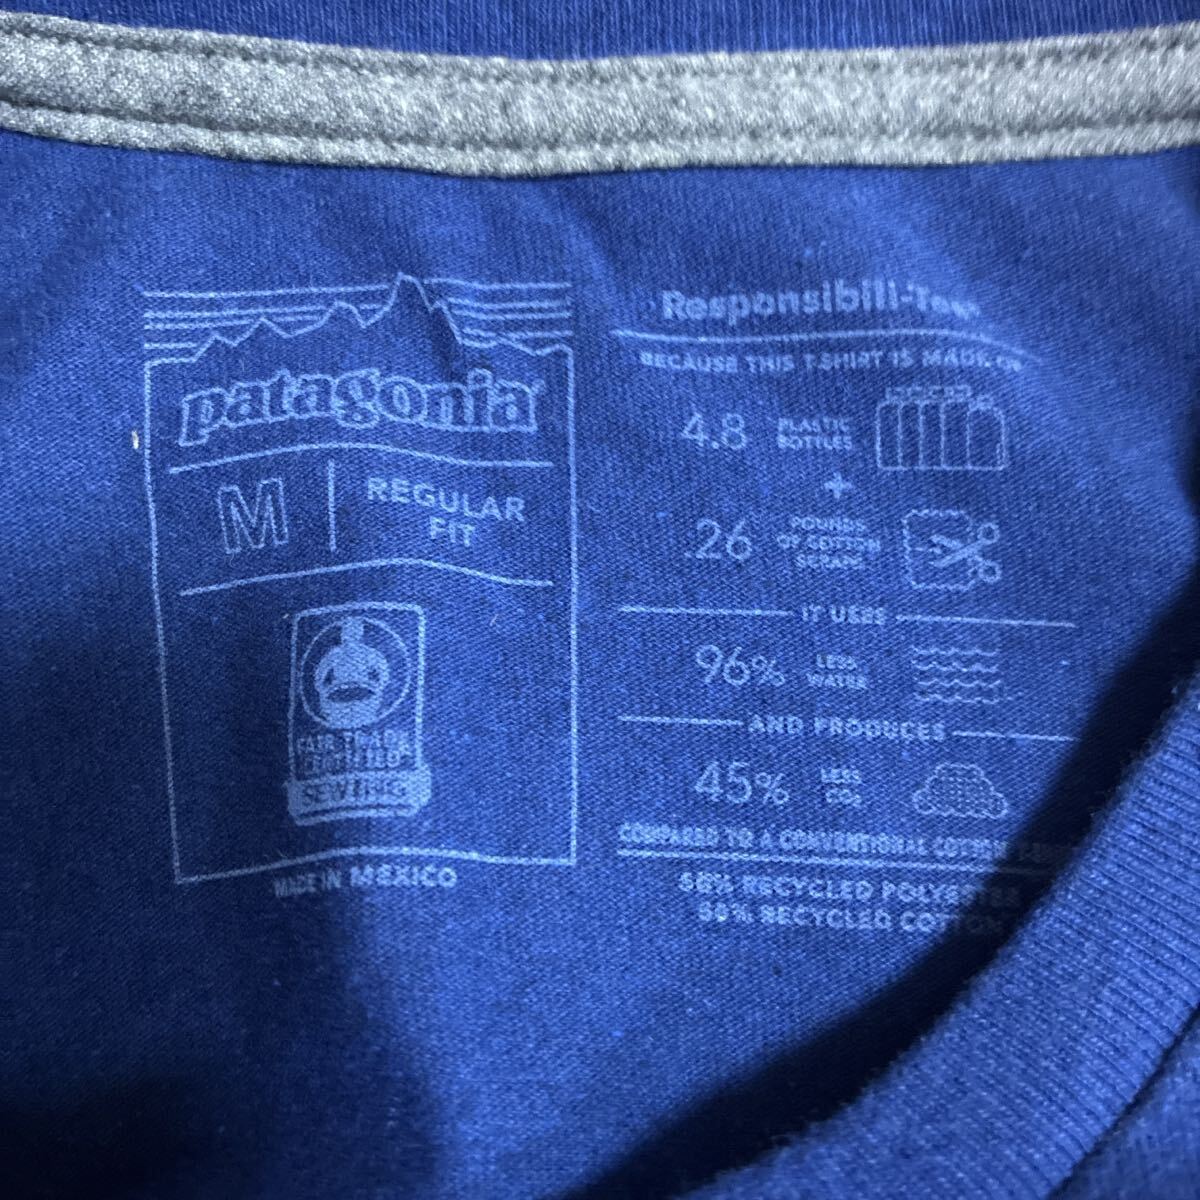 patagonia
M
REGULAR
FIT
FAIR TRADE
CERTIFIED
SEWING
MADE IN MEXICO
Responsibili-Tee
BECAUSE THIS T-SHIRT IS MADE OF
4.8 PLASTIC
BOTTLES
+
.26 POUNDS
OF COTTON
SCRAPS
IT USES
96% LESS
WATER
AND PRODUCES
45% LESS
CO₂
COMPARED TO A CONVENTIONAL COTTON
50% RECYCLED POLYESTER
50% RECYCLED COTTON